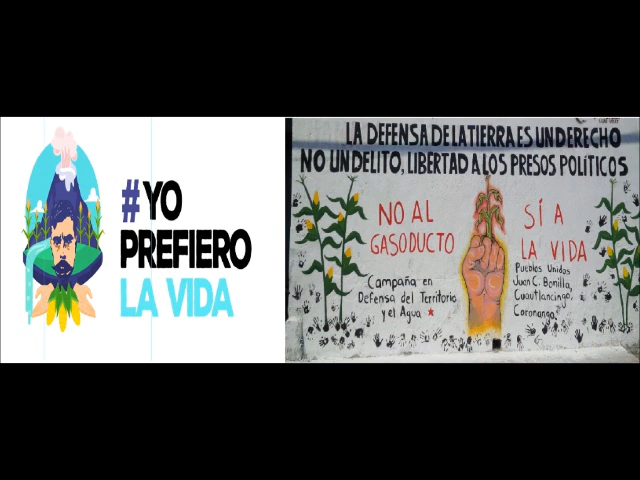 #YO
PREFIERO
LA VIDA
LA DEFENSA DE LA TIERRA ES UN DERECHO
NO UN DELITO, LIBERTAD A LOS PRESOS POLÍTICOS
NO AL
GASODUCTO
Campaña en
Defensa del Territorio
y el Agua
SÍ A
LA VIDA
Pueblos Unidos
Juan C. Bonilla,
Cuautlancingo,
Coronango.